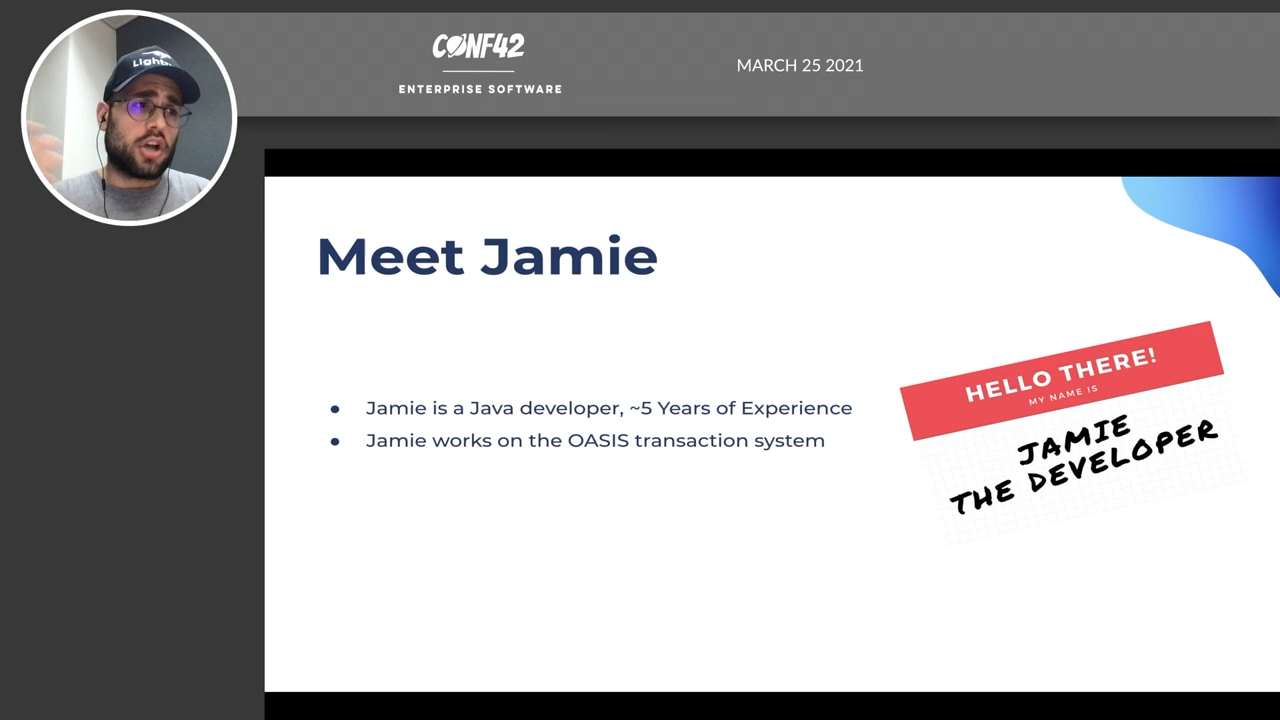 CONF42
ENTERPRISE SOFTWARE
MARCH 25 2021
Meet Jamie
● Jamie is a Java developer, ~5 Years of Experience
● Jamie works on the OASIS transaction system
HELLO THERE!
MY NAME IS
JAMIE
THE DEVELOPER